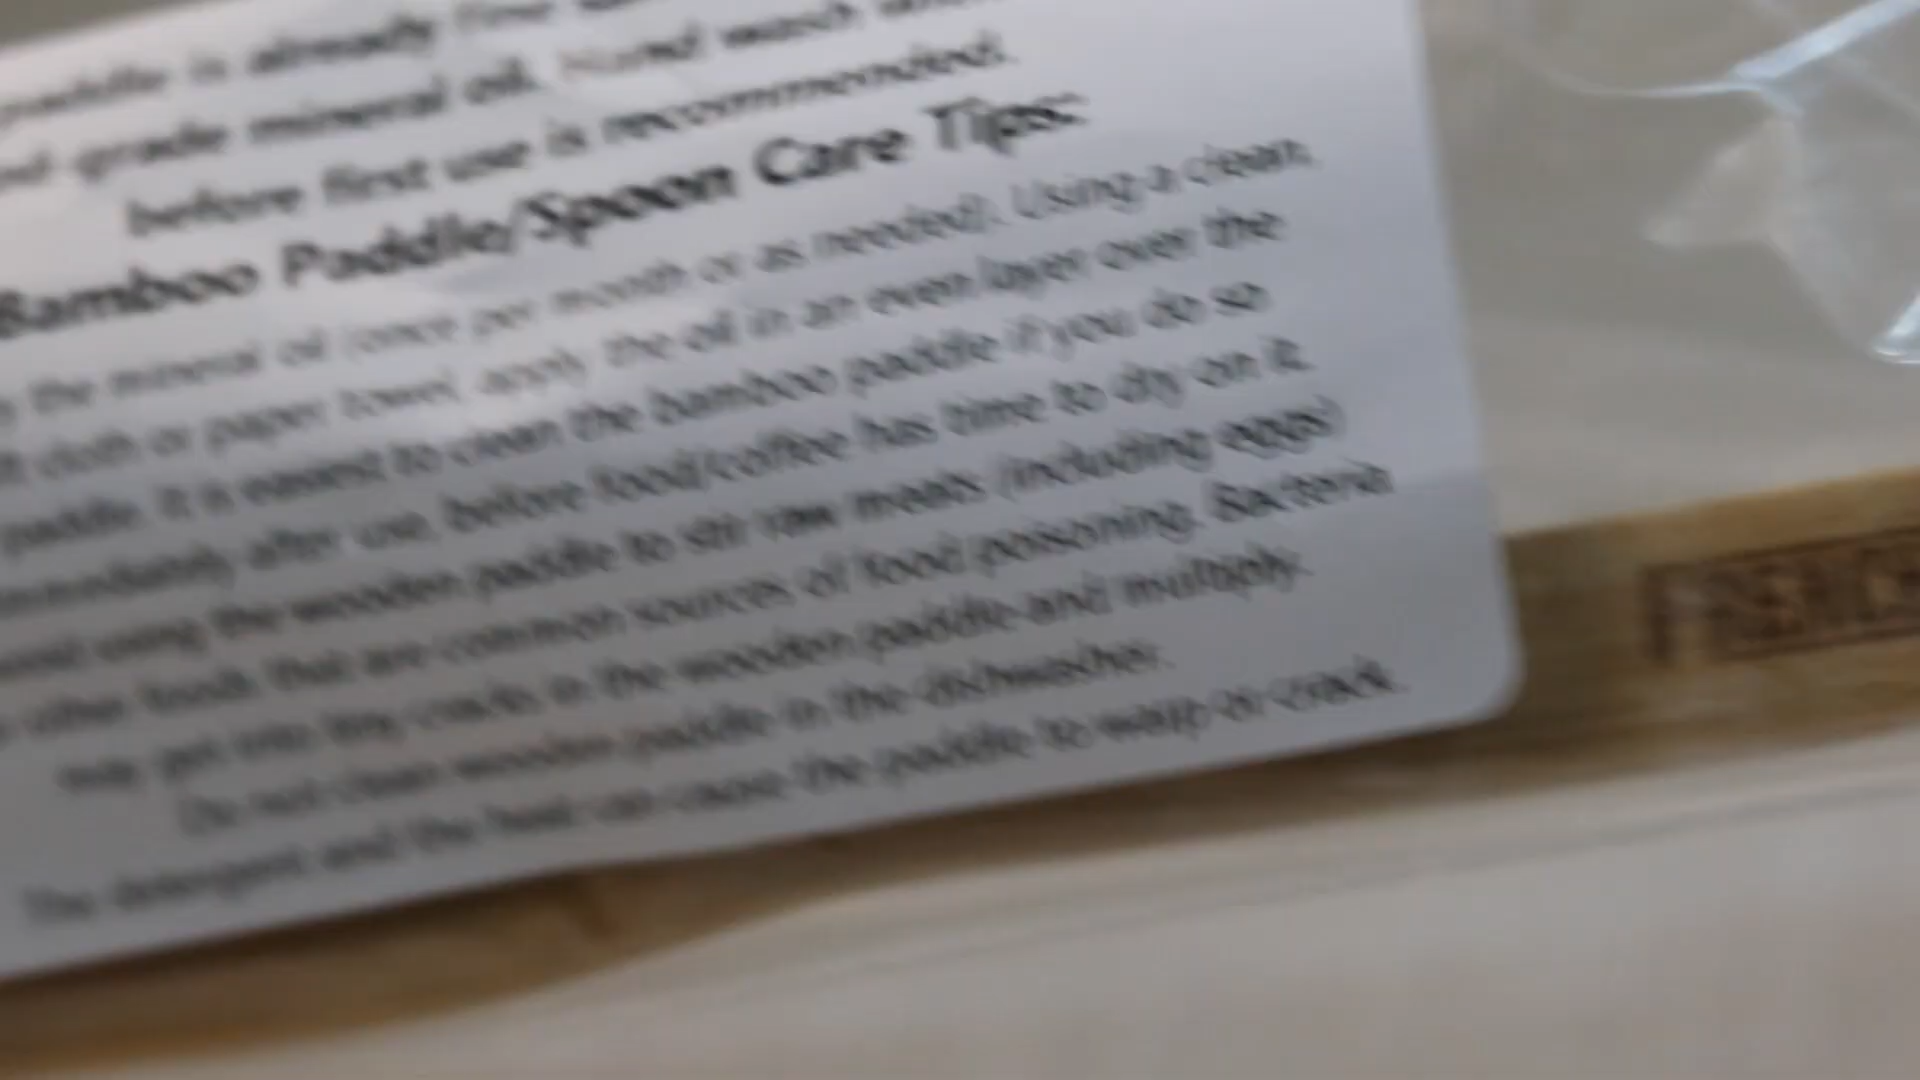 paddle is already fine
grade mineral oil. Hand wash
before first use is recommended.
Bamboo Paddle/Spoon Care Tips:
the mineral oil (once per month or as needed). Using a clean,
cloth or paper towel, apply the oil in an even layer over the
paddle. It is easiest to clean the bamboo paddle if you do so
immediately after use, before food/coffee has time to dry on it.
using the wooden paddle to stir raw meats (including eggs)
other foods that are common sources of food poisoning. Bacteria
may get into tiny cracks in the wooden paddle and multiply.
Do not clean wooden paddle in the dishwasher.
The detergent and the heat can cause the paddle to warp or crack.